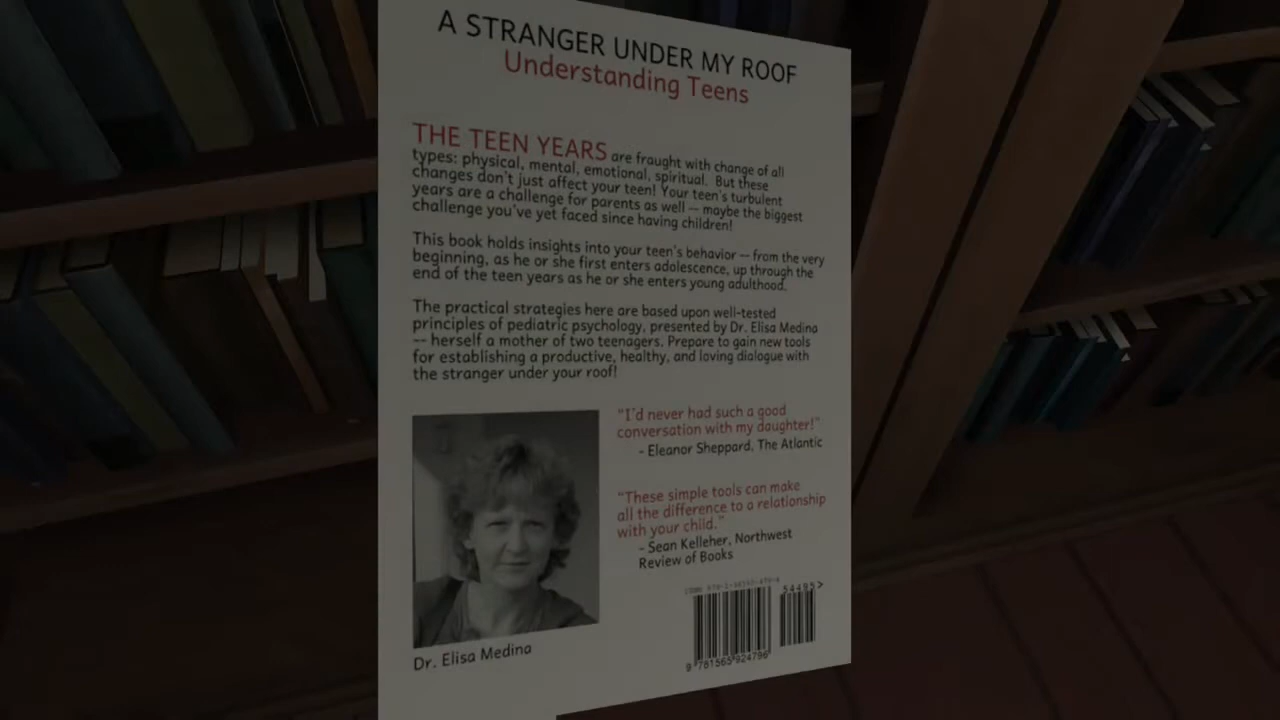 A STRANGER UNDER MY ROOF
Understanding Teens
THE TEEN YEARS are fraught with change of all
types: physical, mental, emotional, spiritual. But these
changes don't just affect your teen! Your teen's turbulent
years are a challenge for parents as well -- maybe the biggest
challenge you've yet faced since having children!
This book holds insights into your teen's behavior -- from the very
beginning, as he or she first enters adolescence, up through the
end of the teen years as he or she enters young adulthood.
The practical strategies here are based upon well-tested
principles of pediatric psychology, presented by Dr. Elisa Medina
-- herself a mother of two teenagers. Prepare to gain new tools
for establishing a productive, healthy, and loving dialogue with
the stranger under your roof!
"I'd never had such a good
conversation with my daughter!"
- Eleanor Sheppard, The Atlantic
"These simple tools can make
all the difference to a relationship
with your child."
- Sean Kelleher, Northwest
Review of Books
54495>
9 781565 924796
Dr. Elisa Medina